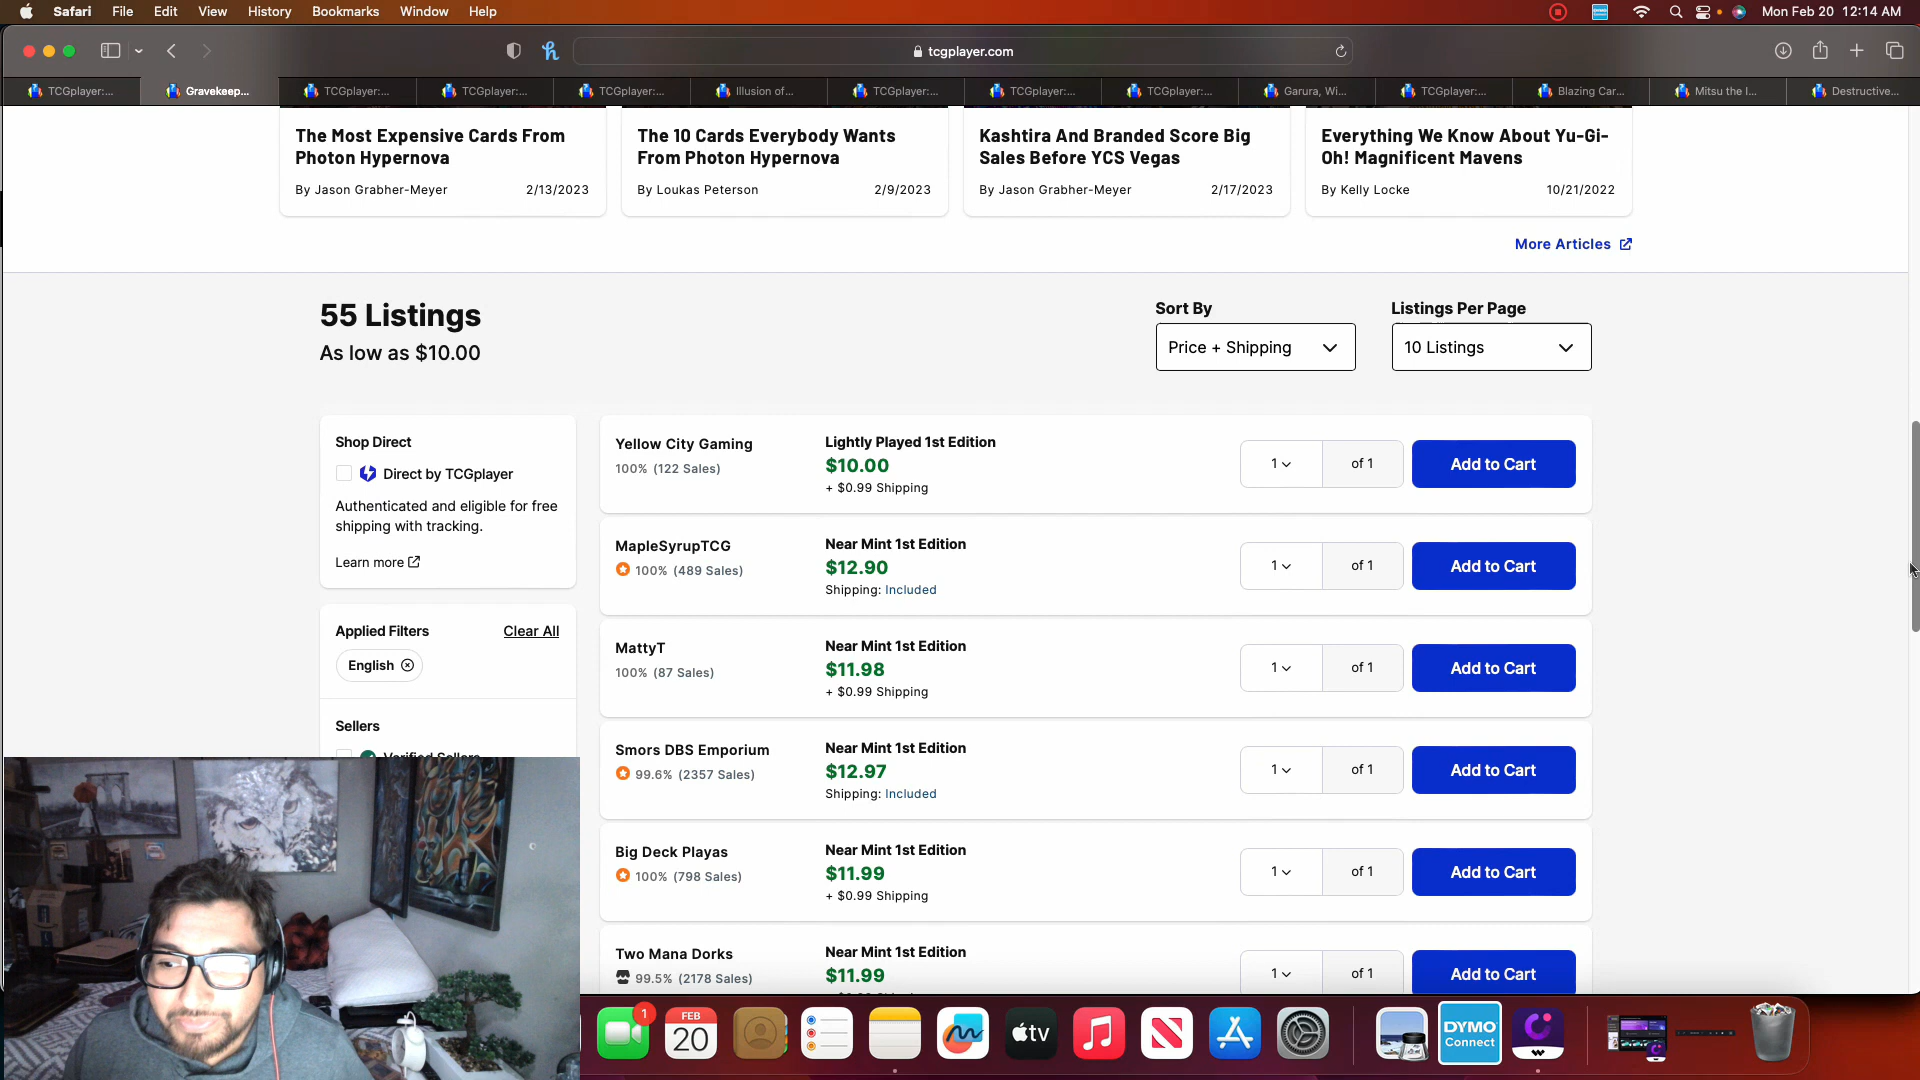 Safari File Edit View History Bookmarks Window Help
Mon Feb 20 12:14 AM
tcgplayer.com
TCGplayer:... Gravekeep... TCGplayer:... TCGplayer:... TCGplayer:... Illusion of... TCGplayer:... TCGplayer:... TCGplayer:... Garura, Wi... TCGplayer:... Blazing Car... Mitsu the I... Destructive...
The Most Expensive Cards From
Photon Hypernova
By Jason Grabher-Meyer 2/13/2023
The 10 Cards Everybody Wants
From Photon Hypernova
By Loukas Peterson 2/9/2023
Kashtira And Branded Score Big
Sales Before YCS Vegas
By Jason Grabher-Meyer 2/17/2023
Everything We Know About Yu-Gi-
Oh! Magnificent Mavens
By Kelly Locke 10/21/2022
More Articles
55 Listings
As low as $10.00
Sort By
Price + Shipping
Listings Per Page
10 Listings
Shop Direct
Direct by TCGplayer
Authenticated and eligible for free
shipping with tracking.
Learn more
Applied Filters Clear All
English
Sellers
Verified Sellers
Yellow City Gaming
100% (122 Sales)
Lightly Played 1st Edition
$10.00
+ $0.99 Shipping
1 of 1 Add to Cart
MapleSyrupTCG
100% (489 Sales)
Near Mint 1st Edition
$12.90
Shipping: Included
1 of 1 Add to Cart
MattyT
100% (87 Sales)
Near Mint 1st Edition
$11.98
+ $0.99 Shipping
1 of 1 Add to Cart
Smors DBS Emporium
99.6% (2357 Sales)
Near Mint 1st Edition
$12.97
Shipping: Included
1 of 1 Add to Cart
Big Deck Playas
100% (798 Sales)
Near Mint 1st Edition
$11.99
+ $0.99 Shipping
1 of 1 Add to Cart
Two Mana Dorks
99.5% (2178 Sales)
Near Mint 1st Edition
$11.99
1 of 1 Add to Cart
1
FEB
20
tv
DYMO
Connect